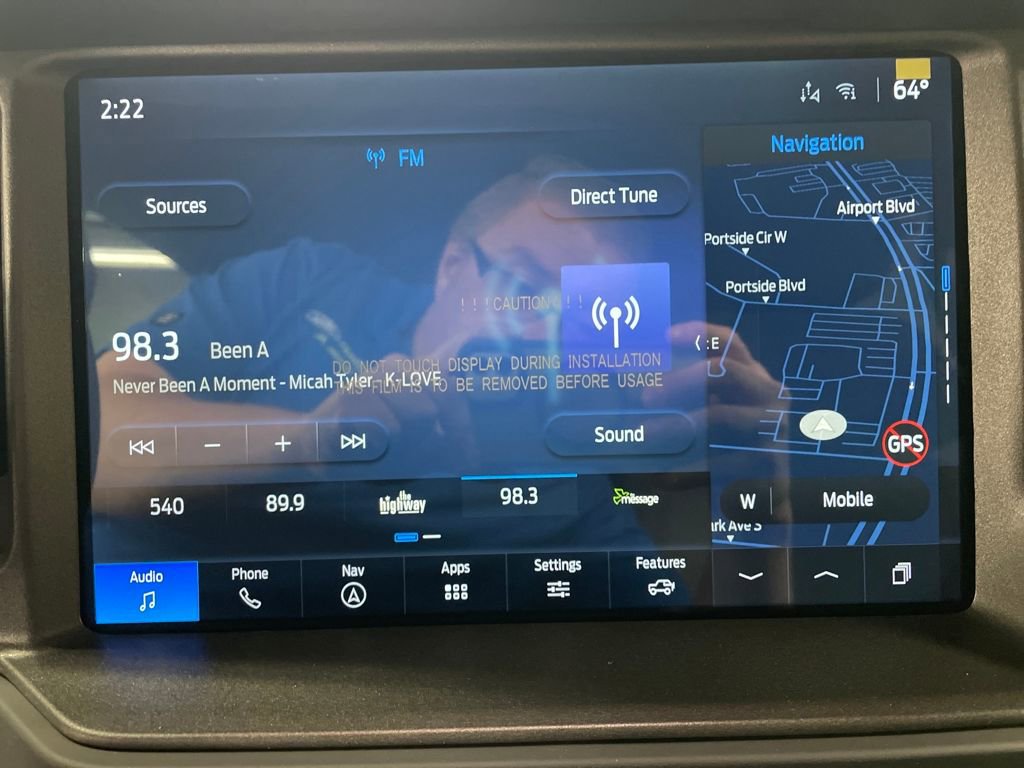 2:22
64°
FM
Navigation
Sources
Direct Tune
Airport Blvd
Portside Cir W
Portside Blvd
! ! !CAUTION! ! !
98.3
Been A
E
DO NOT TOUCH DISPLAY DURING INSTALLATION
Never Been A Moment - Micah Tyler - K-LOVE
THIS FILM IS TO BE REMOVED BEFORE USAGE
Sound
GPS
540
89.9
the highway
98.3
message
W
Mobile
ark Ave S
Audio
Phone
Nav
Apps
Settings
Features